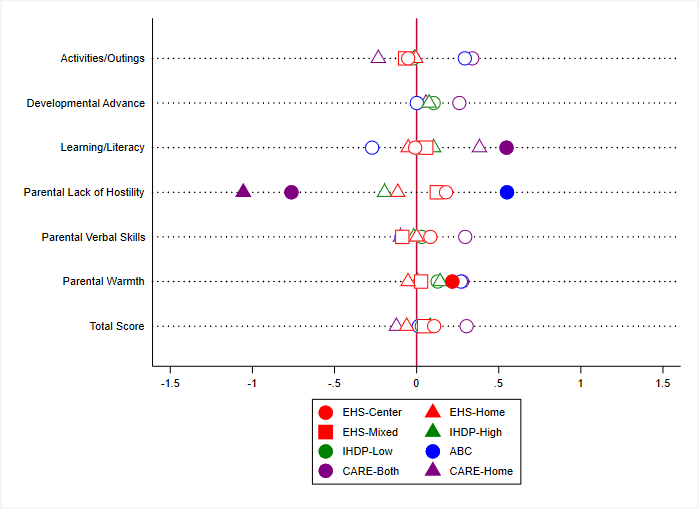 Activities/Outings
Developmental Advance
Learning/Literacy
Parental Lack of Hostility
Parental Verbal Skills
Parental Warmth
Total Score
-1.5 -1 -.5 0 .5 1 1.5
EHS-Center EHS-Home
EHS-Mixed IHDP-High
IHDP-Low ABC
CARE-Both CARE-Home